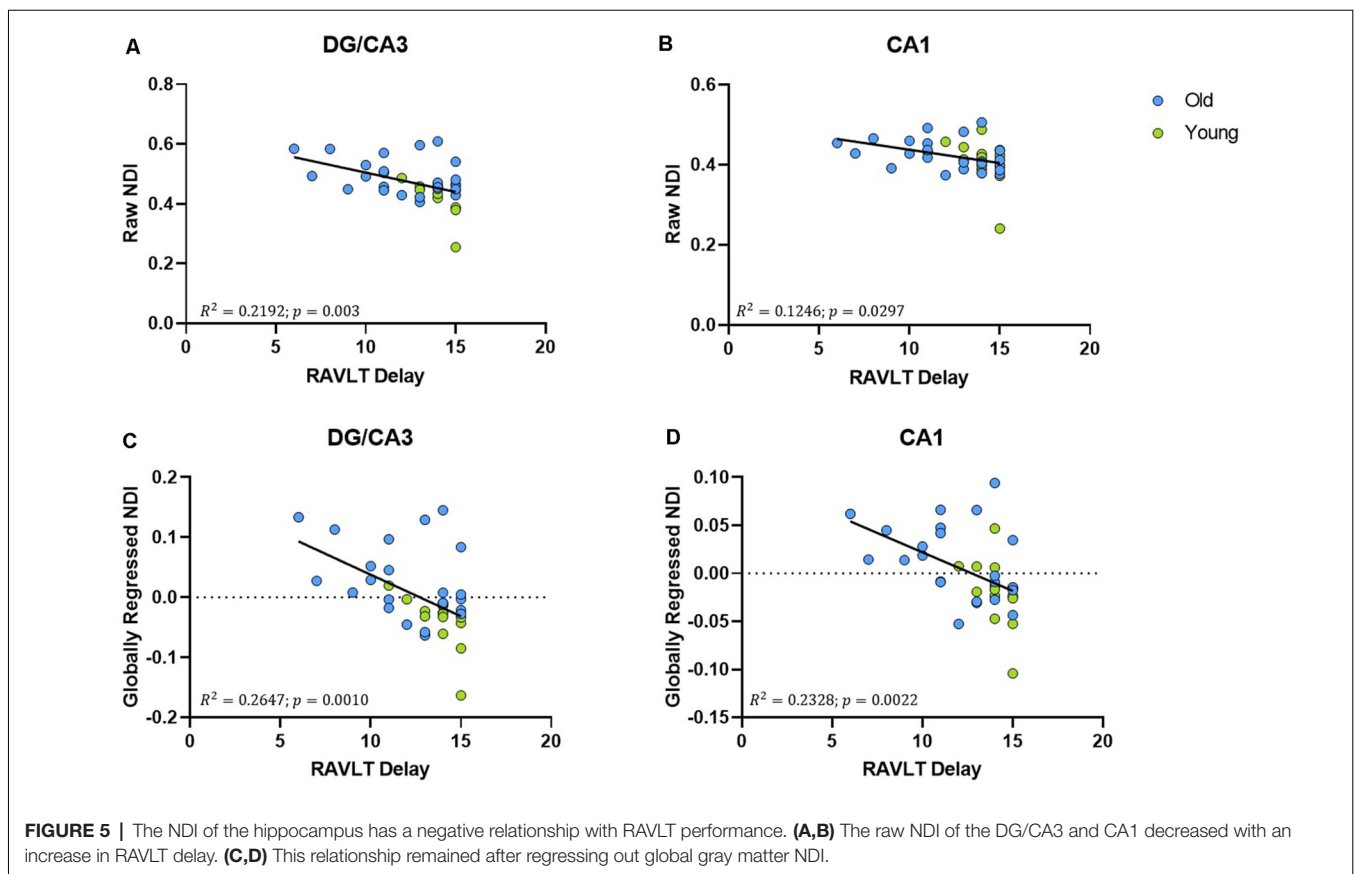 A
DG/CA3
0.8
0.6
0.4
0.2
0.0
Raw NDI
R² = 0.2192; p = 0.003
0 5 10 15 20
RAVLT Delay
B
CA1
0.6
0.4
0.2
0.0
Raw NDI
R² = 0.1246; p = 0.0297
0 5 10 15 20
RAVLT Delay
Old
Young
C
DG/CA3
0.2
0.1
0.0
-0.1
-0.2
Globally Regressed NDI
R² = 0.2647; p = 0.0010
0 5 10 15 20
RAVLT Delay
D
CA1
0.10
0.05
0.00
-0.05
-0.10
-0.15
Globally Regressed NDI
R² = 0.2328; p = 0.0022
0 5 10 15 20
RAVLT Delay
FIGURE 5 | The NDI of the hippocampus has a negative relationship with RAVLT performance. (A,B) The raw NDI of the DG/CA3 and CA1 decreased with an
increase in RAVLT delay. (C,D) This relationship remained after regressing out global gray matter NDI.